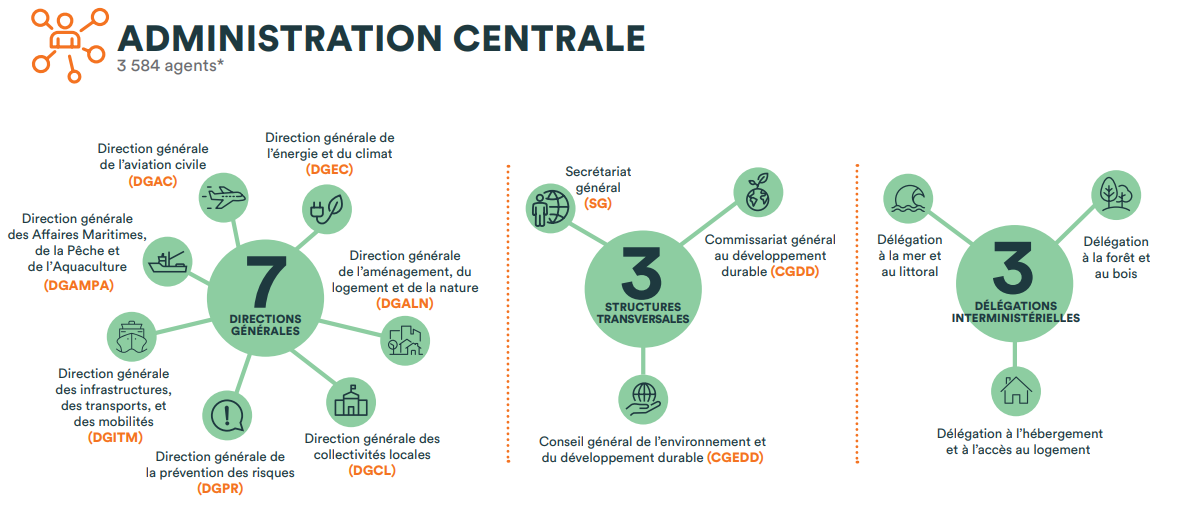 ADMINISTRATION CENTRALE
3 584 agents*
Direction générale
de l'aviation civile
(DGAC)
Direction générale de
l'énergie et du climat
(DGEC)
Direction générale
des Affaires Maritimes,
de la Pêche et
de l'Aquaculture
(DGAMPA)
Direction générale
de l'aménagement, du
logement et de la nature
(DGALN)
7
DIRECTIONS
GÉNÉRALES
Direction générale
des infrastructures,
des transports, et
des mobilités
(DGITM)
Direction générale de
la prévention des risques
(DGPR)
Direction générale des
collectivités locales
(DGCL)
Secrétariat
général
(SG)
Commissariat général
au développement
durable (CGDD)
3
STRUCTURES
TRANSVERSALES
Conseil général de l'environnement et
du développement durable (CGEDD)
Délégation
à la mer et
au littoral
Délégation
à la forêt et
au bois
3
DÉLÉGATIONS
INTERMINISTÉRIELLES
Délégation à l'hébergement
et à l'accès au logement